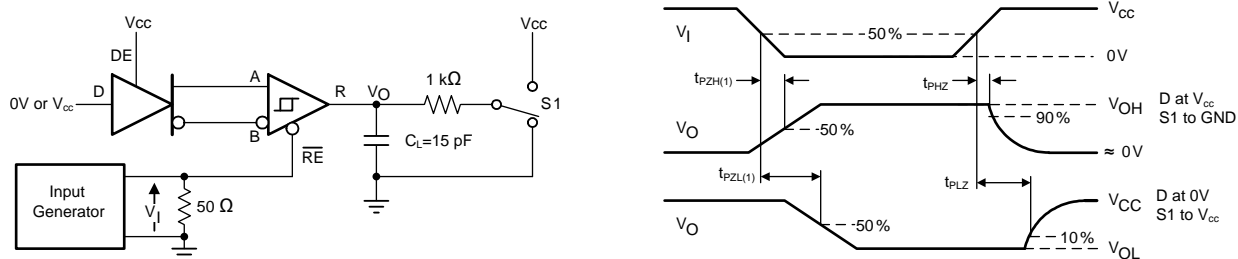 Vcc
DE
D
0V or Vcc
A
B
R
VO
1 kΩ
Vcc
S1
CL=15 pF
RE
Input
Generator
VI
50 Ω
VI
50%
Vcc
0V
tPZH(1)
tPHZ
VO
50%
VOH
90%
≈ 0V
D at Vcc
S1 to GND
tPZL(1)
tPLZ
VO
50%
VCC
10%
VOL
D at 0V
S1 to Vcc